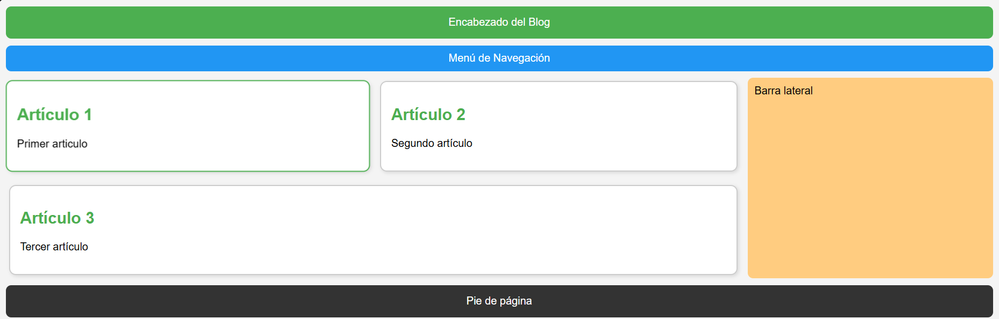 Encabezado del Blog
Menú de Navegación
Artículo 1
Primer articulo
Artículo 2
Segundo artículo
Barra lateral
Artículo 3
Tercer artículo
Pie de página